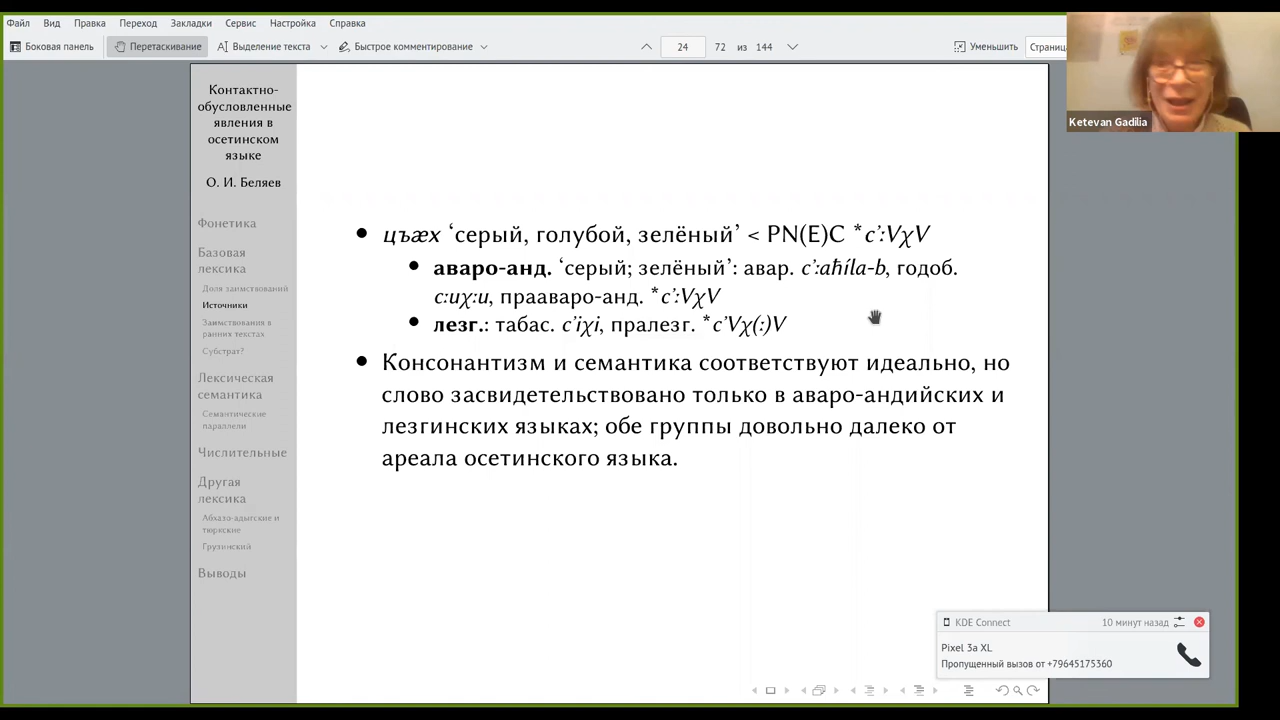 Файл Вид Правка Переход Закладки Сервис Настройка Справка
Боковая панель Перетаскивание Выделение текста Быстрое комментирование 24 72 из 144 Уменьшить Страница
Ketevan Gadilia
Контактно-
обусловленные
явления в
осетинском
языке
О. И. Беляев
Фонетика
Базовая
лексика
Доля заимствований
Источники
Заимствования в
ранних текстах
Субстрат?
Лексическая
семантика
Семантические
параллели
Числительные
Другая
лексика
Абхазо-адыгские и
тюркские
Грузинский
Выводы
• цъæх ‘серый, голубой, зелёный’ < PN(E)C *c’:VχV
• аваро-анд. ‘серый; зелёный’: авар. c’:aħíla-b, годоб.
c:uχ:u, прааваро-анд. *c’:VχV
• лезг.: табас. c’iχi, пралезг. *c’Vχ(:)V
• Консонантизм и семантика соответствуют идеально, но
слово засвидетельствовано только в аваро-андийских и
лезгинских языках; обе группы довольно далеко от
ареала осетинского языка.
KDE Connect 10 минут назад
Pixel 3a XL
Пропущенный вызов от +79645175360